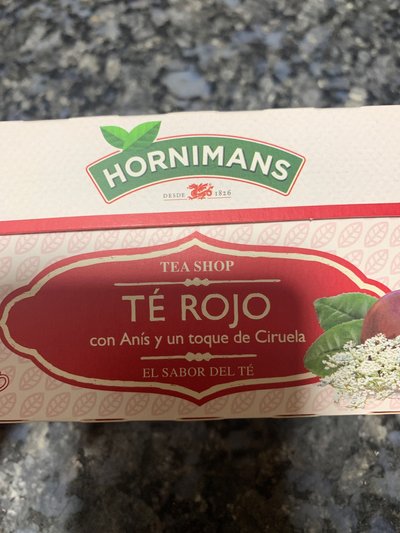 HORNIMANS
DESDE 1826
TEA SHOP
TÉ ROJO
con Anís y un toque de Ciruela
EL SABOR DEL TÉ